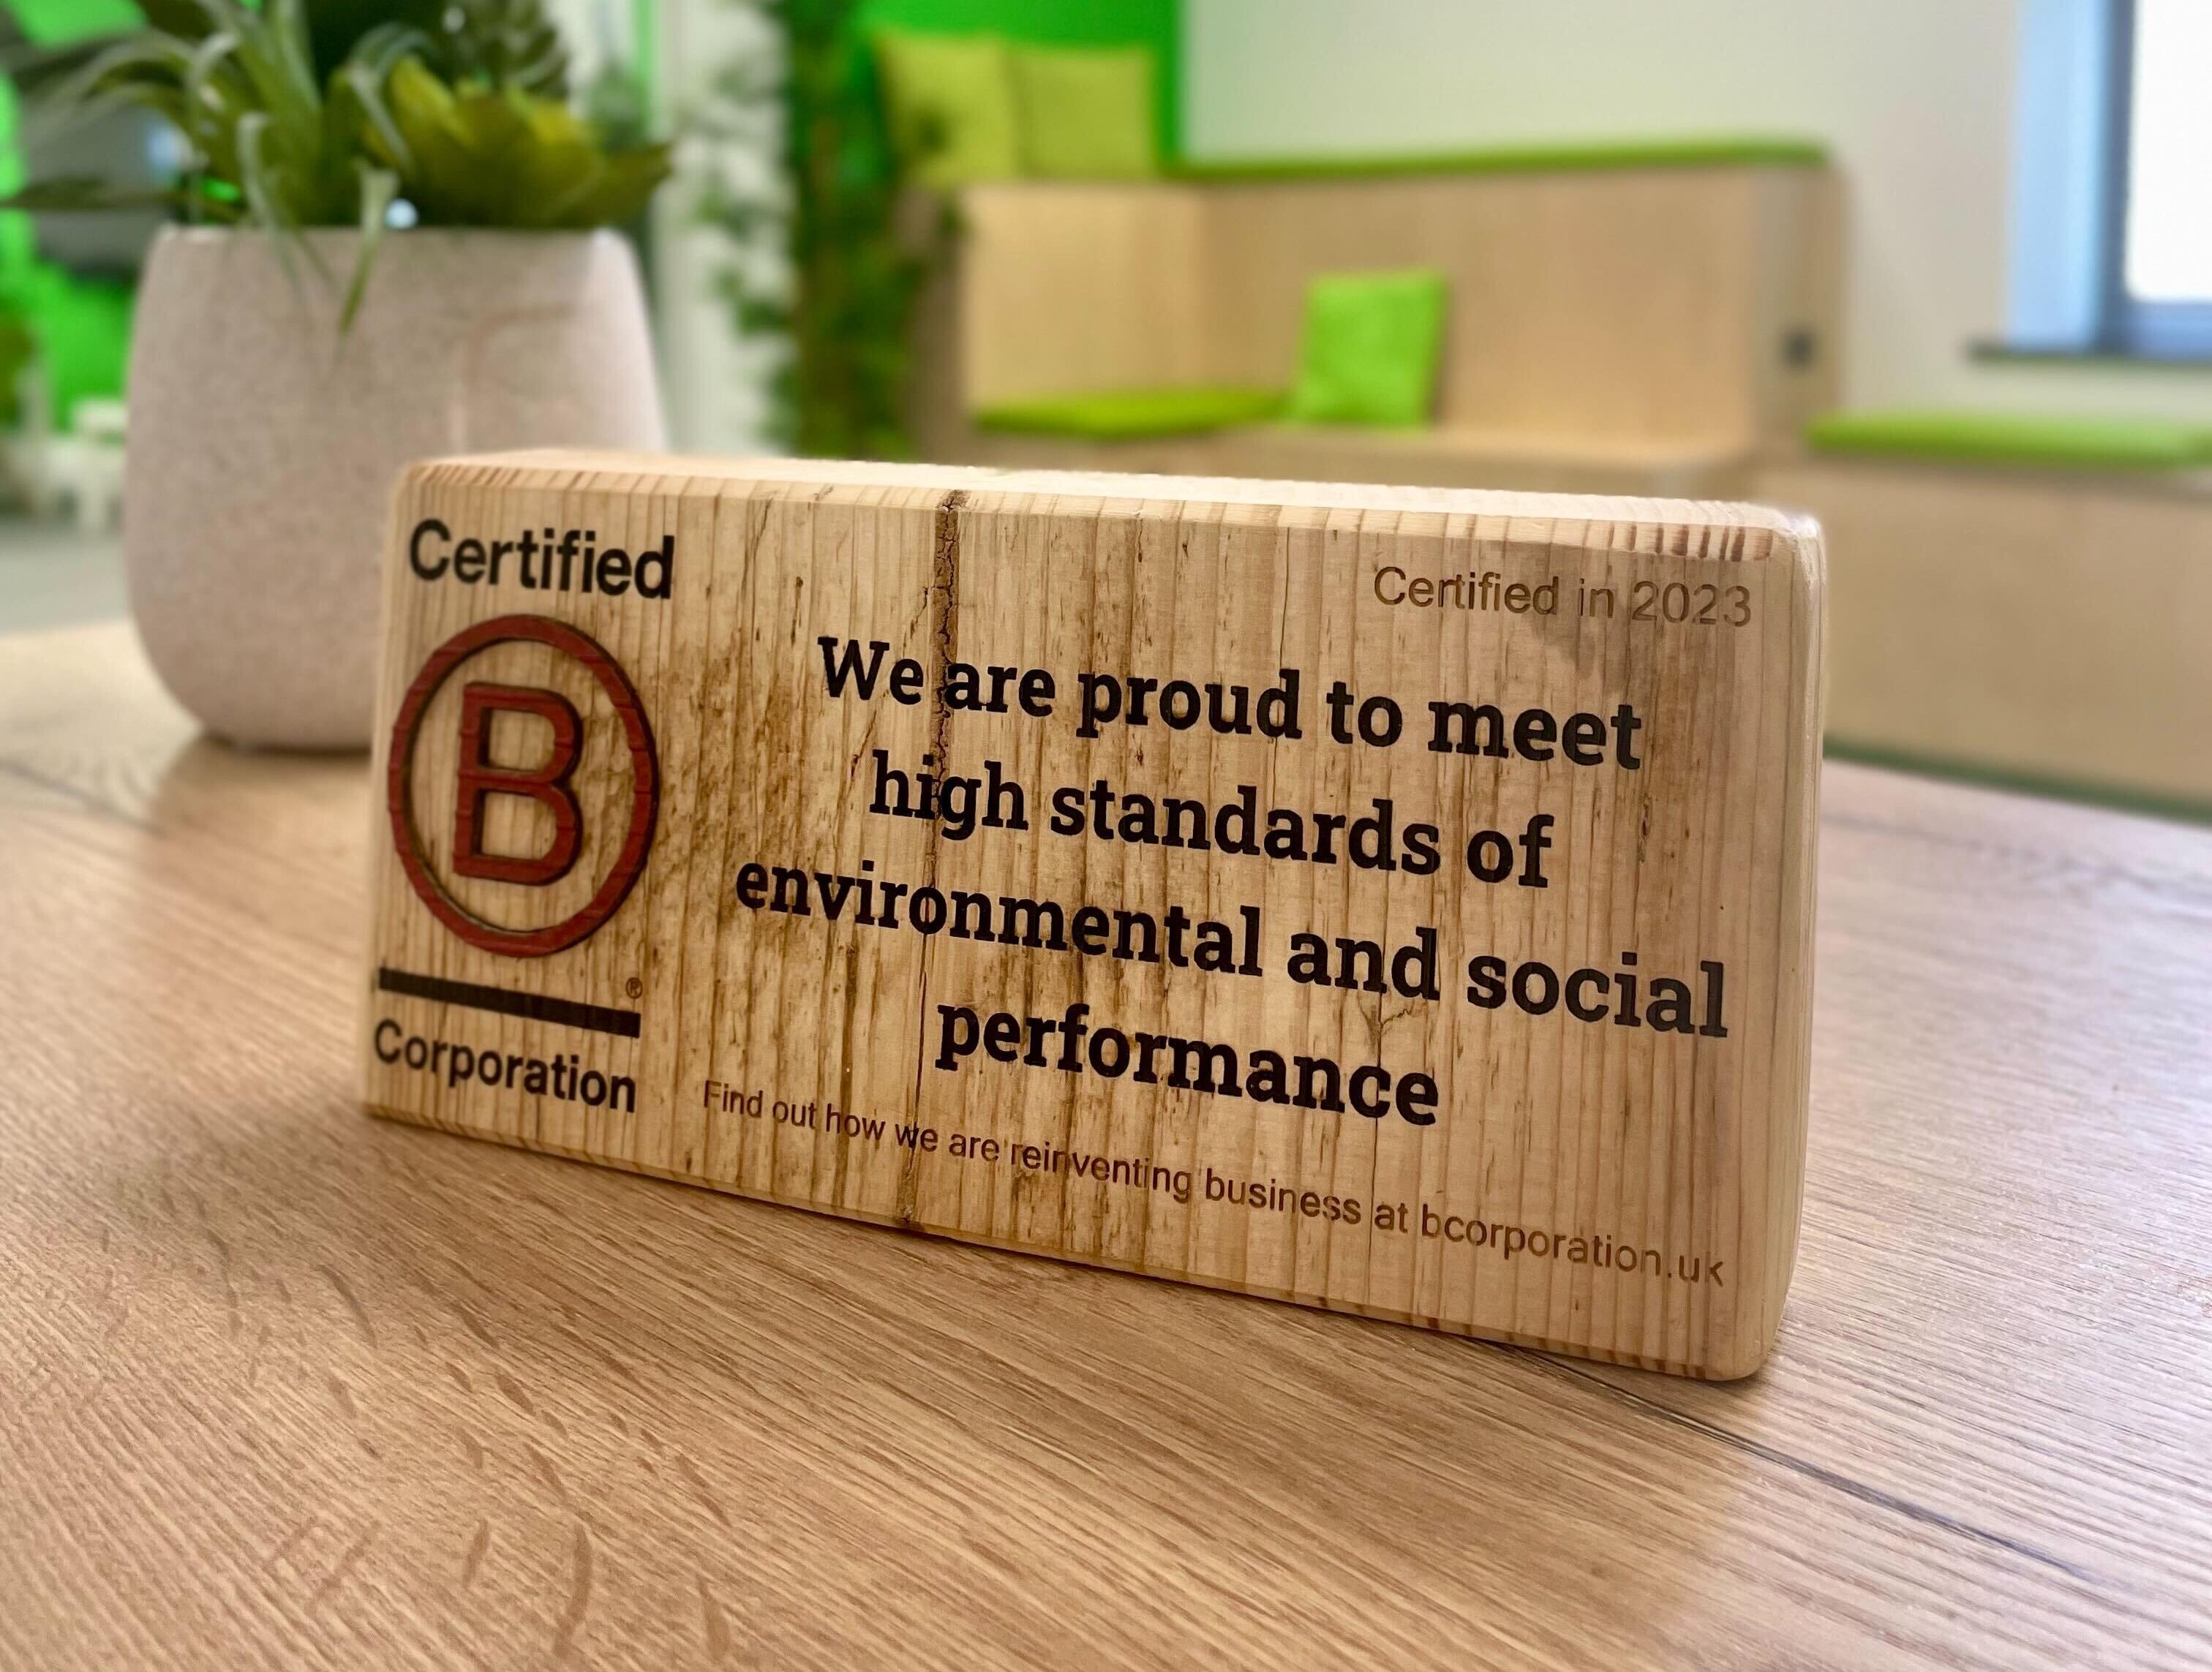 Certified
B
®
Corporation
Certified in 2023
We are proud to meet
high standards of
environmental and social
performance
Find out how we are reinventing business at bcorporation.uk